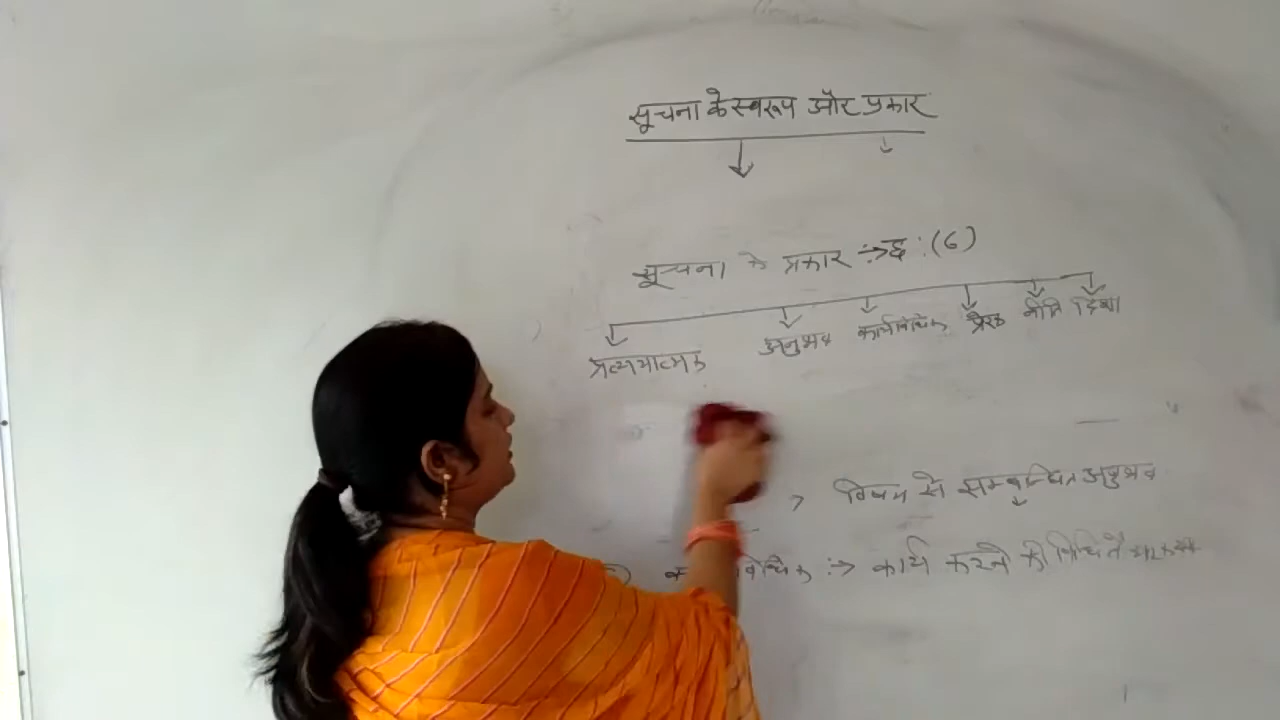 सूचना के स्वरूप और प्रकार
सूचना के प्रकार :→ छ: (6)
प्रत्ययात्मक अनुभव कार्यविधिक प्रेरक नीति दिशा
विषय से सम्बन्धित अनुभव
:→ कार्य करने की विधि